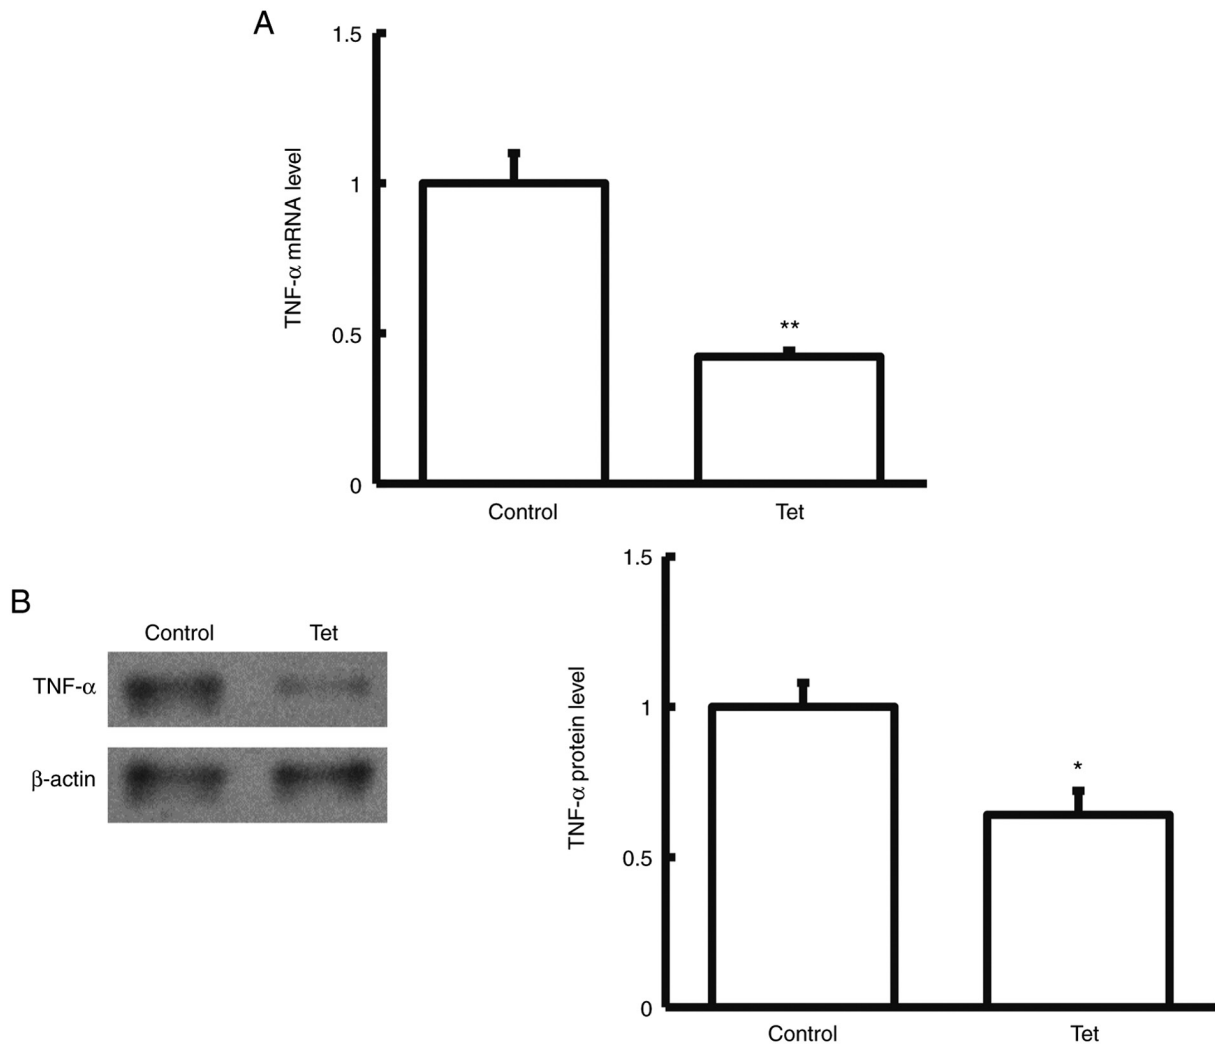 A
1.5
1
0.5
0
TNF-α mRNA level
**
Control Tet
B
Control Tet
TNF-α
β-actin
1.5
1
0.5
0
TNF-α protein level
*
Control Tet